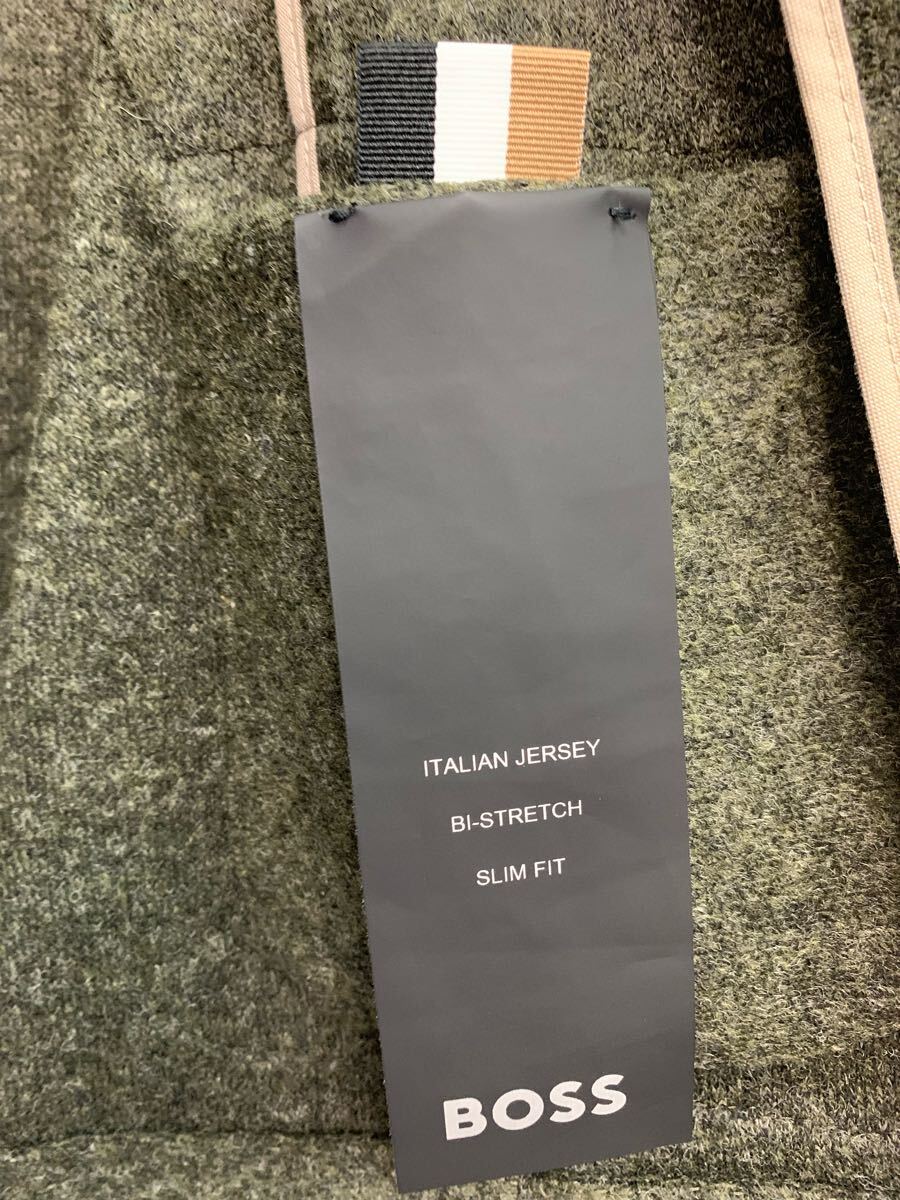 ITALIAN JERSEY
BI-STRETCH
SLIM FIT
BOSS